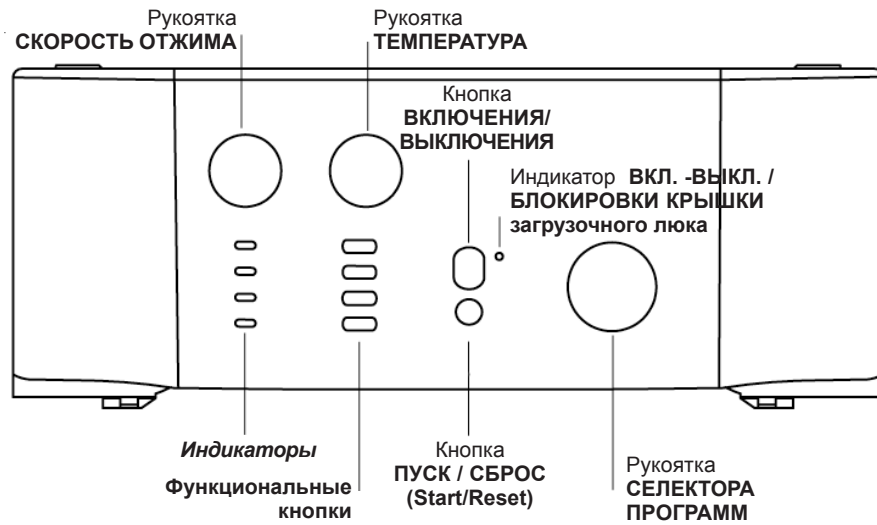 Рукоятка
СКОРОСТЬ ОТЖИМА
Рукоятка
ТЕМПЕРАТУРА
Кнопка
ВКЛЮЧЕНИЯ/
ВЫКЛЮЧЕНИЯ
Индикатор ВКЛ. -ВЫКЛ. /
БЛОКИРОВКИ КРЫШКИ
загрузочного люка
Индикаторы
Функциональные
кнопки
Кнопка
ПУСК / СБРОС
(Start/Reset)
Рукоятка
СЕЛЕКТОРА
ПРОГРАММ